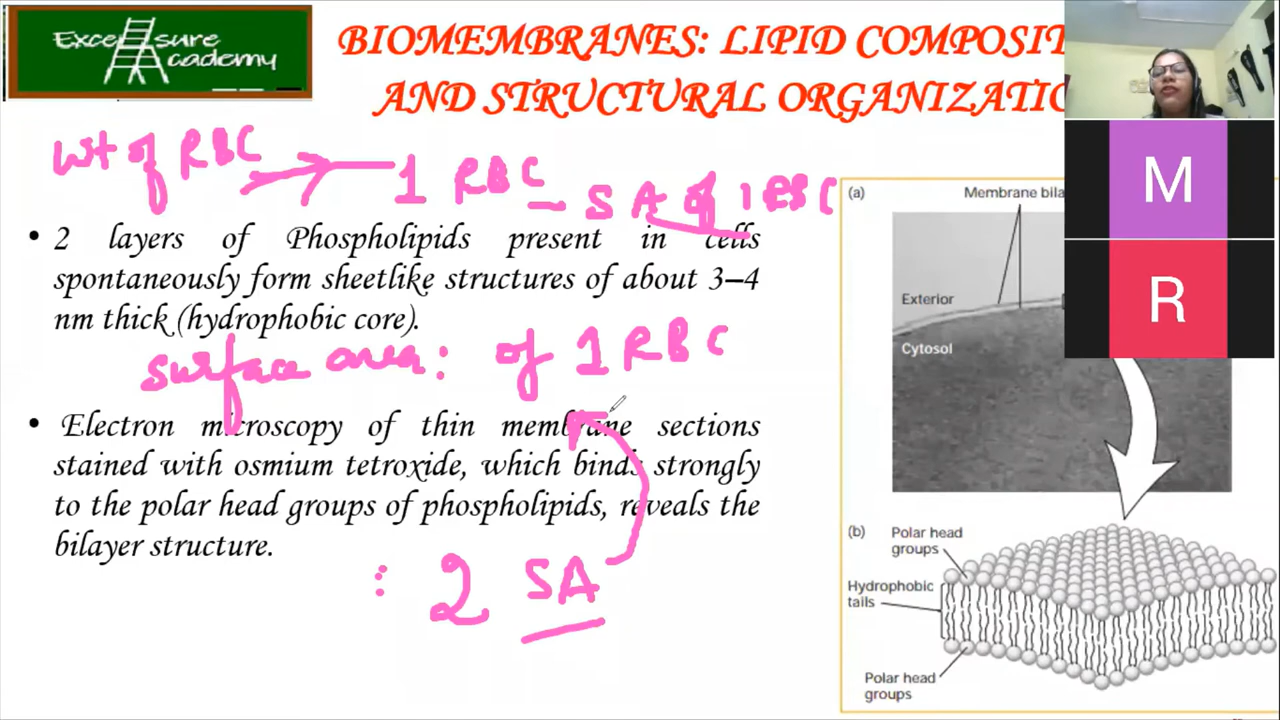 Excel sure
Academy
BIOMEMBRANES: LIPID COMPOSIT
AND STRUCTURAL ORGANIZATIO
Wt of RBC → 1 RBC – SA of 1 RBC
• 2 layers of Phospholipids present in cells
spontaneously form sheetlike structures of about 3–4
nm thick (hydrophobic core).
surface area: of 1 RBC
• Electron microscopy of thin membrane sections
stained with osmium tetroxide, which binds strongly
to the polar head groups of phospholipids, reveals the
bilayer structure.
: 2 SA
M
R
(a)
Membrane bila
Exterior
Cytosol
(b)
Polar head
groups
Hydrophobic
tails
Polar head
groups